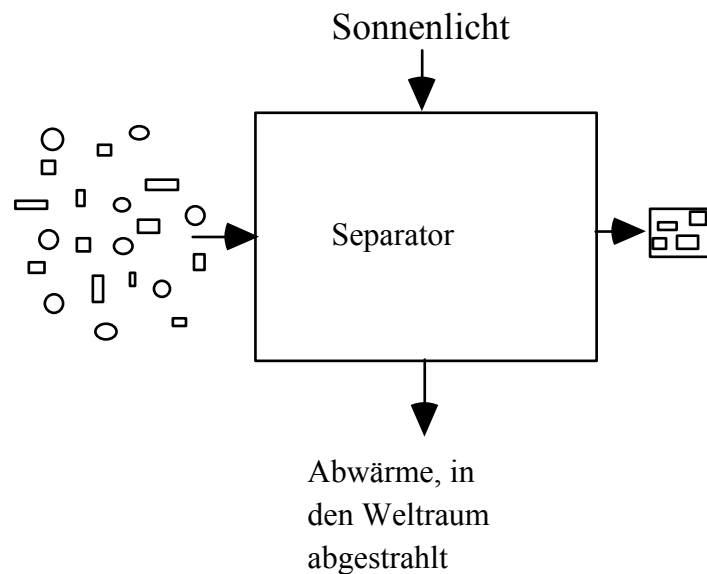 Sonnenlicht
Separator
Abwärme, in
den Weltraum
abgestrahlt